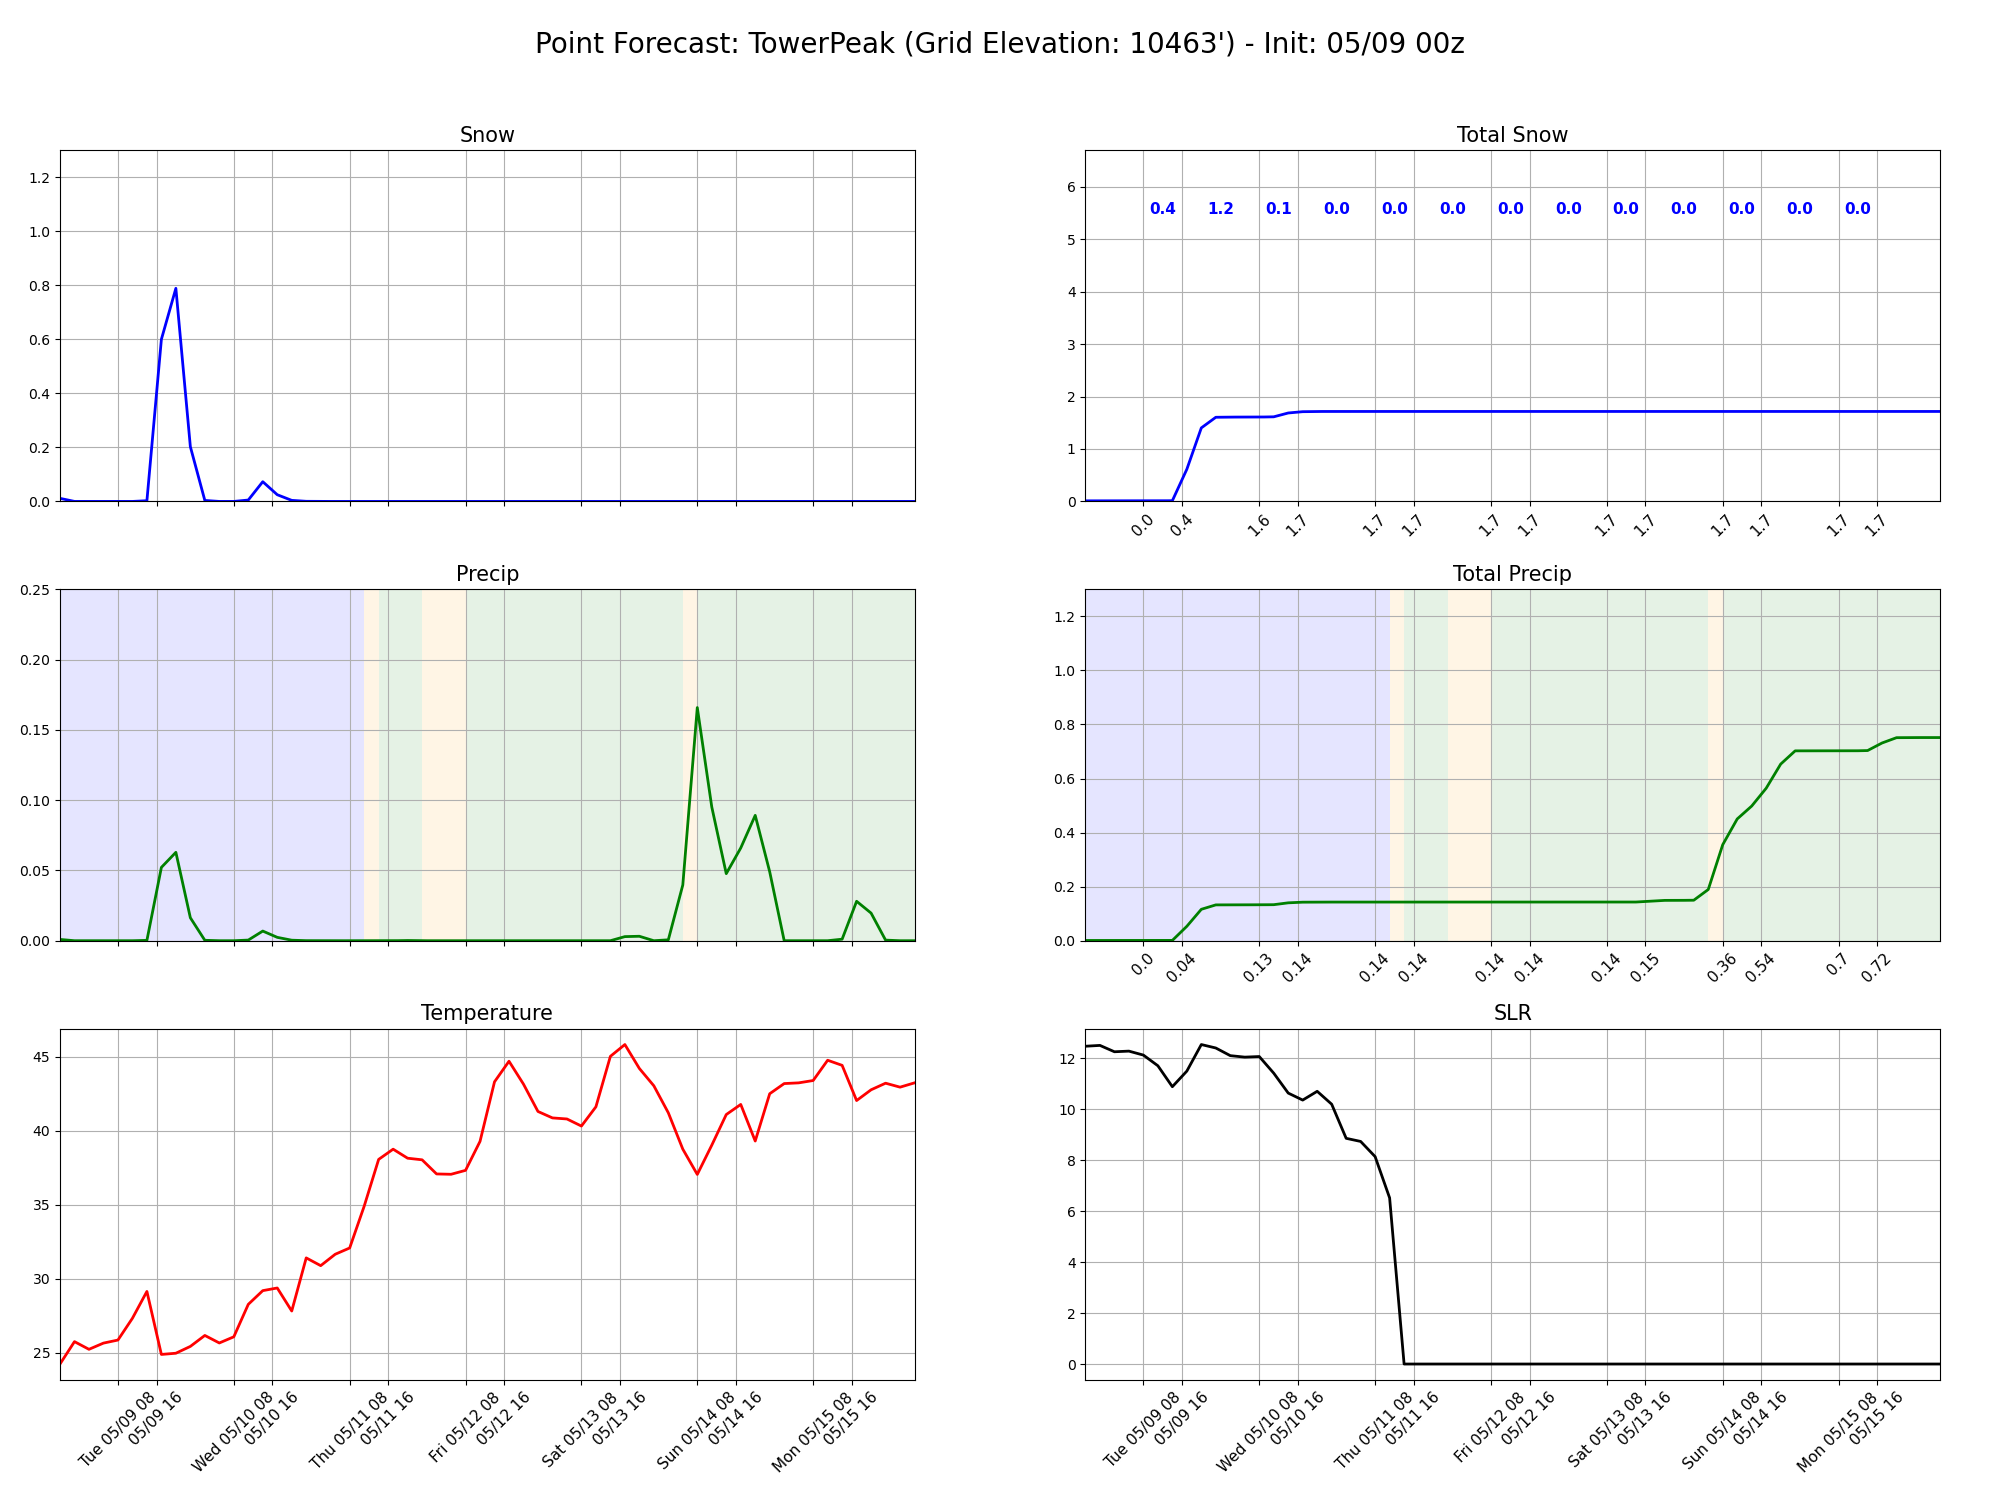 Point Forecast: TowerPeak (Grid Elevation: 10463') - Init: 05/09 00z
Snow
1.2
1.0
0.8
0.6
0.4
0.2
0.0
Total Snow
6
5
4
3
2
1
0
0.4 1.2 0.1 0.0 0.0 0.0 0.0 0.0 0.0 0.0 0.0 0.0 0.0
0.0 0.4 1.6 1.7 1.7 1.7 1.7 1.7 1.7 1.7 1.7 1.7 1.7 1.7
Precip
0.25
0.20
0.15
0.10
0.05
0.00
Total Precip
1.2
1.0
0.8
0.6
0.4
0.2
0.0
0.0 0.04 0.13 0.14 0.14 0.14 0.14 0.14 0.14 0.15 0.36 0.54 0.7 0.72
Temperature
45
40
35
30
25
Tue 05/09 08
05/09 16
Wed 05/10 08
05/10 16
Thu 05/11 08
05/11 16
Fri 05/12 08
05/12 16
Sat 05/13 08
05/13 16
Sun 05/14 08
05/14 16
Mon 05/15 08
05/15 16
SLR
12
10
8
6
4
2
0
Tue 05/09 08
05/09 16
Wed 05/10 08
05/10 16
Thu 05/11 08
05/11 16
Fri 05/12 08
05/12 16
Sat 05/13 08
05/13 16
Sun 05/14 08
05/14 16
Mon 05/15 08
05/15 16